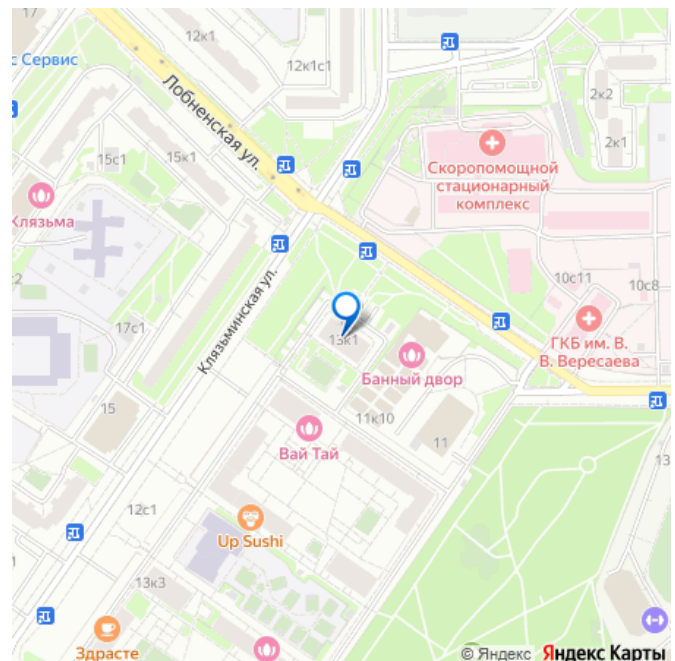 17
12к1
с Сервис
12к1с1
2к2
Лобненская ул.
2к1
15с1
15к1
Скоропомощной
стационарный
комплекс
Клязьма
10с11
10с8
2
Клязьминская ул.
17с1
13к1
ГКБ им. В.
В. Вересаева
Банный двор
15
11к10
11
Вай Тай
13
12с1
Up Sushi
1
13к3
Здрасте
© Яндекс Яндекс Карты